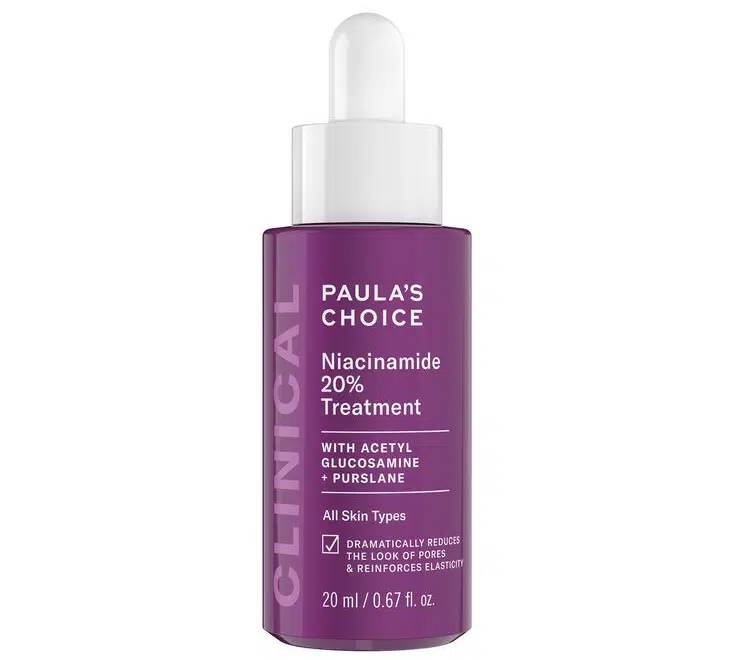 CLINICAL
PAULA'S
CHOICE
Niacinamide
20%
Treatment
WITH ACETYL
GLUCOSAMINE
+ PURSLANE
All Skin Types
DRAMATICALLY REDUCES
THE LOOK OF PORES
& REINFORCES ELASTICITY
20 ml / 0.67 fl. oz.